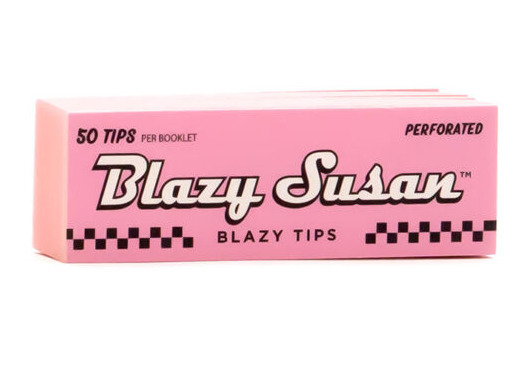 50 TIPS PER BOOKLET
PERFORATED
Blazy Susan™
BLAZY TIPS